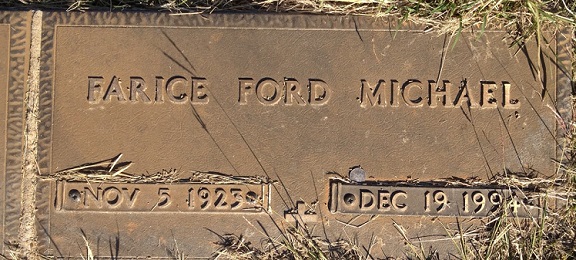 FARICE FORD MICHAEL
NOV 5 1925 DEC 19 1994